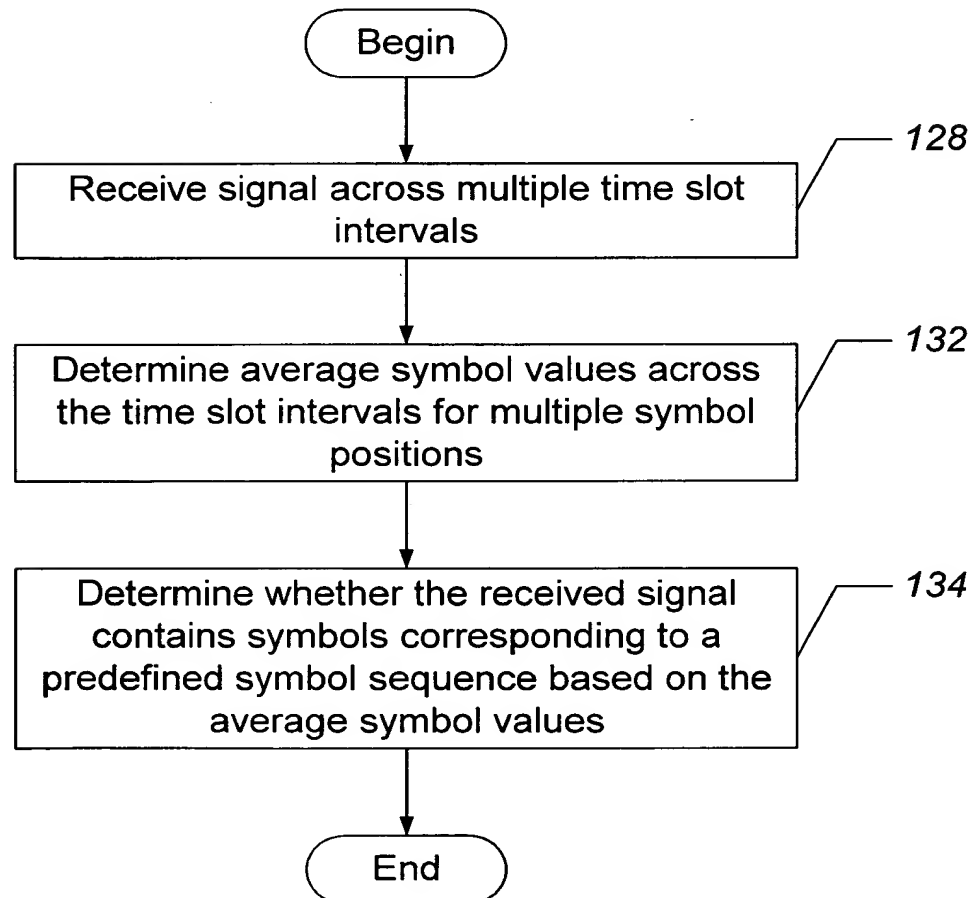 Begin
128
Receive signal across multiple time slot
intervals
132
Determine average symbol values across
the time slot intervals for multiple symbol
positions
134
Determine whether the received signal
contains symbols corresponding to a
predefined symbol sequence based on the
average symbol values
End